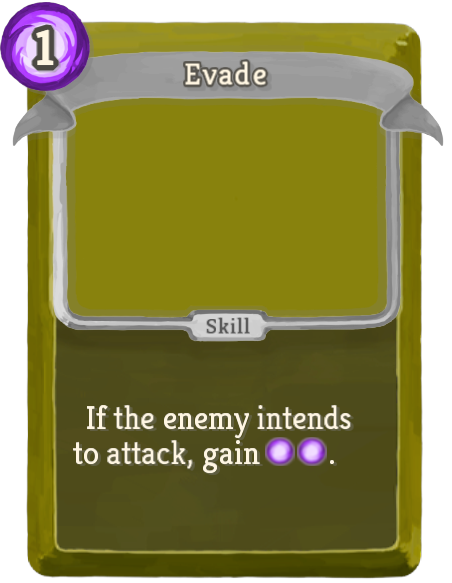 1
Evade
Skill
If the enemy intends
to attack, gain .